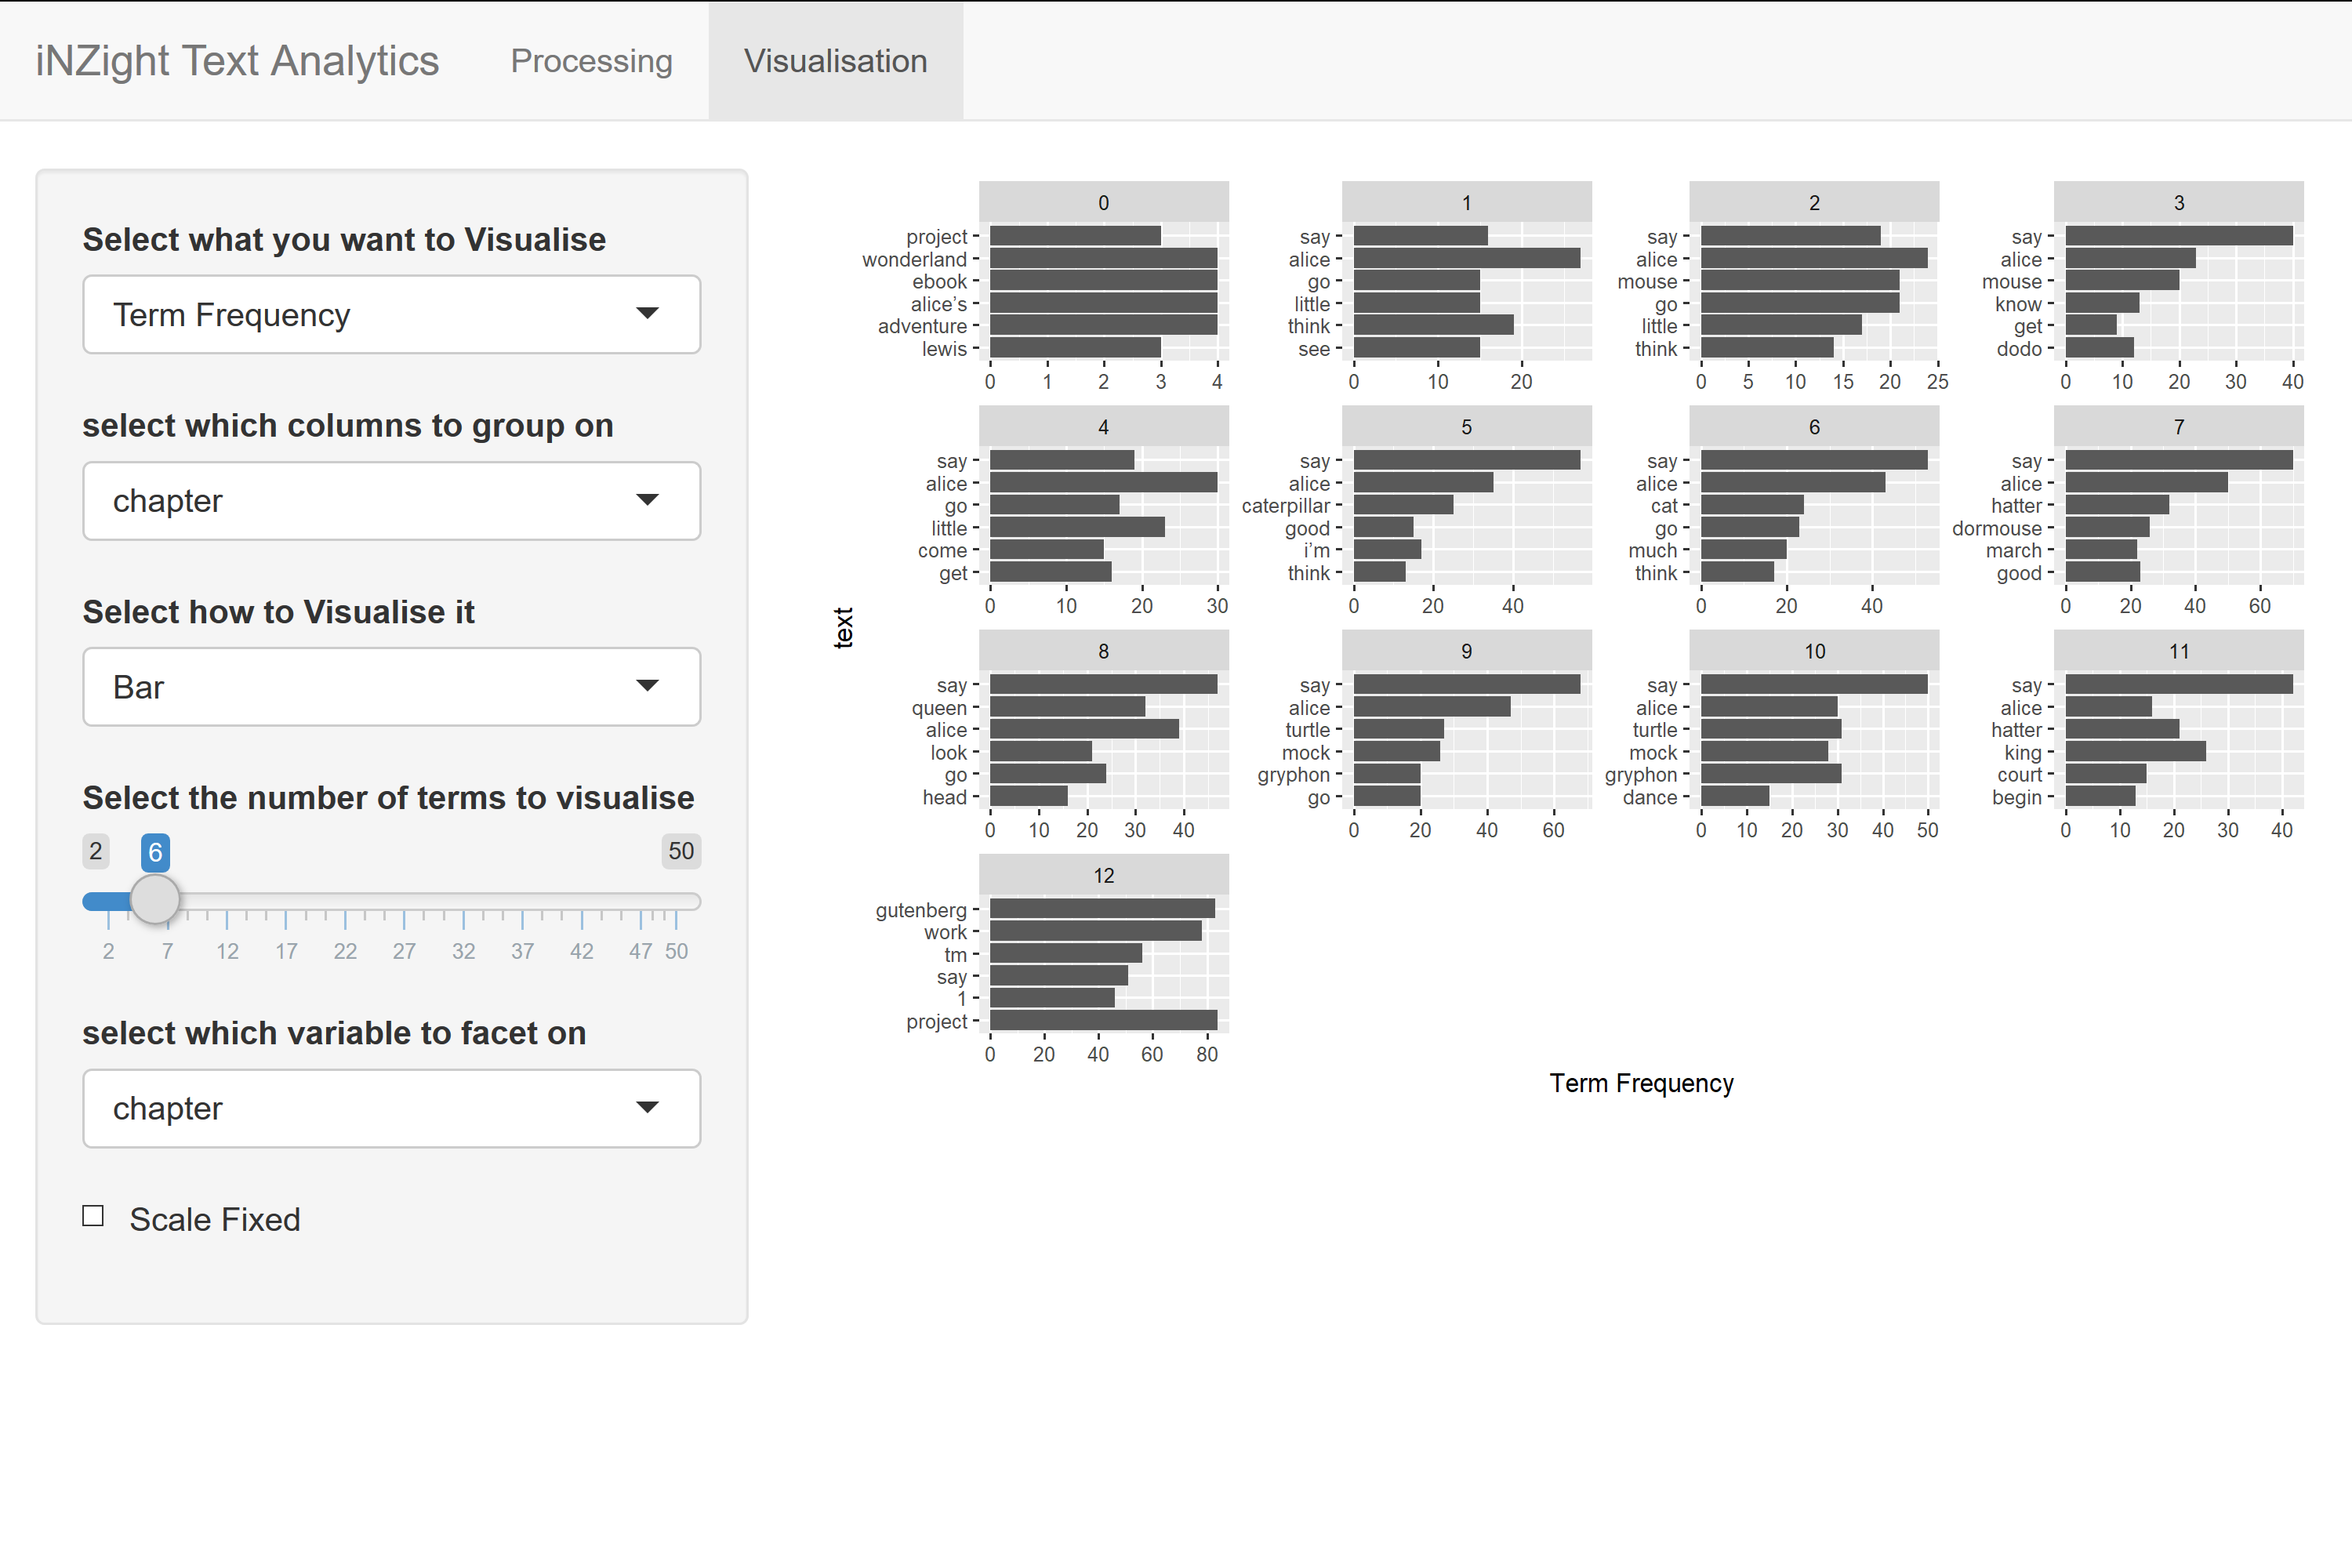 iNZight Text Analytics Processing Visualisation
Select what you want to Visualise
Term Frequency
select which columns to group on
chapter
Select how to Visualise it
Bar
Select the number of terms to visualise
2 6 50
2 7 12 17 22 27 32 37 42 47 50
select which variable to facet on
chapter
Scale Fixed
text
0
project
wonderland
ebook
alice’s
adventure
lewis
0 1 2 3 4
1
say
alice
go
little
think
see
0 10 20
2
say
alice
mouse
go
little
think
0 5 10 15 20 25
3
say
alice
mouse
know
get
dodo
0 10 20 30 40
4
say
alice
go
little
come
get
0 10 20 30
5
say
alice
caterpillar
good
i’m
think
0 20 40
6
say
alice
cat
go
much
think
0 20 40
7
say
alice
hatter
dormouse
march
good
0 20 40 60
8
say
queen
alice
look
go
head
0 10 20 30 40
9
say
alice
turtle
mock
gryphon
go
0 20 40 60
10
say
alice
turtle
mock
gryphon
dance
0 10 20 30 40 50
11
say
alice
hatter
king
court
begin
0 10 20 30 40
12
gutenberg
work
tm
say
1
project
0 20 40 60 80
Term Frequency